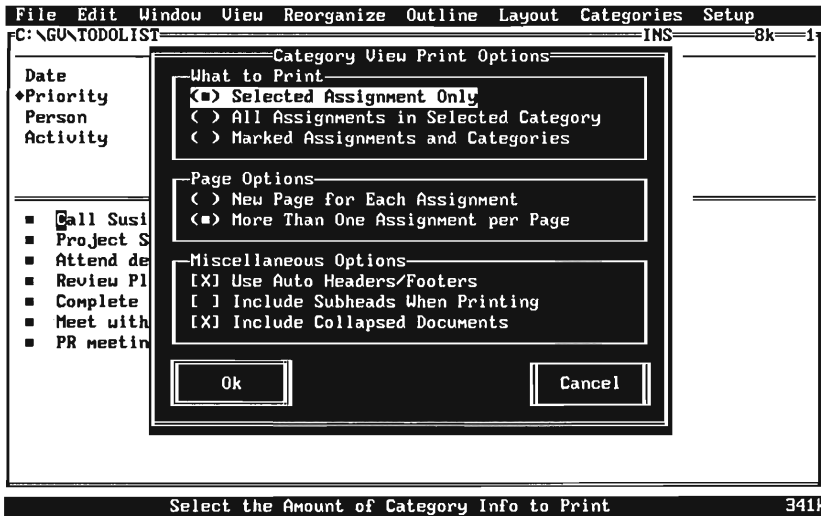 File Edit Window View Reorganize Outline Layout Categories Setup
C:\GV\TODOLIST INS 8k 1
Category View Print Options
Date
Priority
Person
Activity
What to Print
(■) Selected Assignment Only
( ) All Assignments in Selected Category
( ) Marked Assignments and Categories
Page Options
( ) New Page for Each Assignment
(■) More Than One Assignment per Page
■ Call Susi
■ Project S
■ Attend de
■ Review Pl
■ Complete
■ Meet with
■ PR meetin
Miscellaneous Options
[X] Use Auto Headers/Footers
[ ] Include Subheads When Printing
[X] Include Collapsed Documents
Ok Cancel
Select the Amount of Category Info to Print 341k